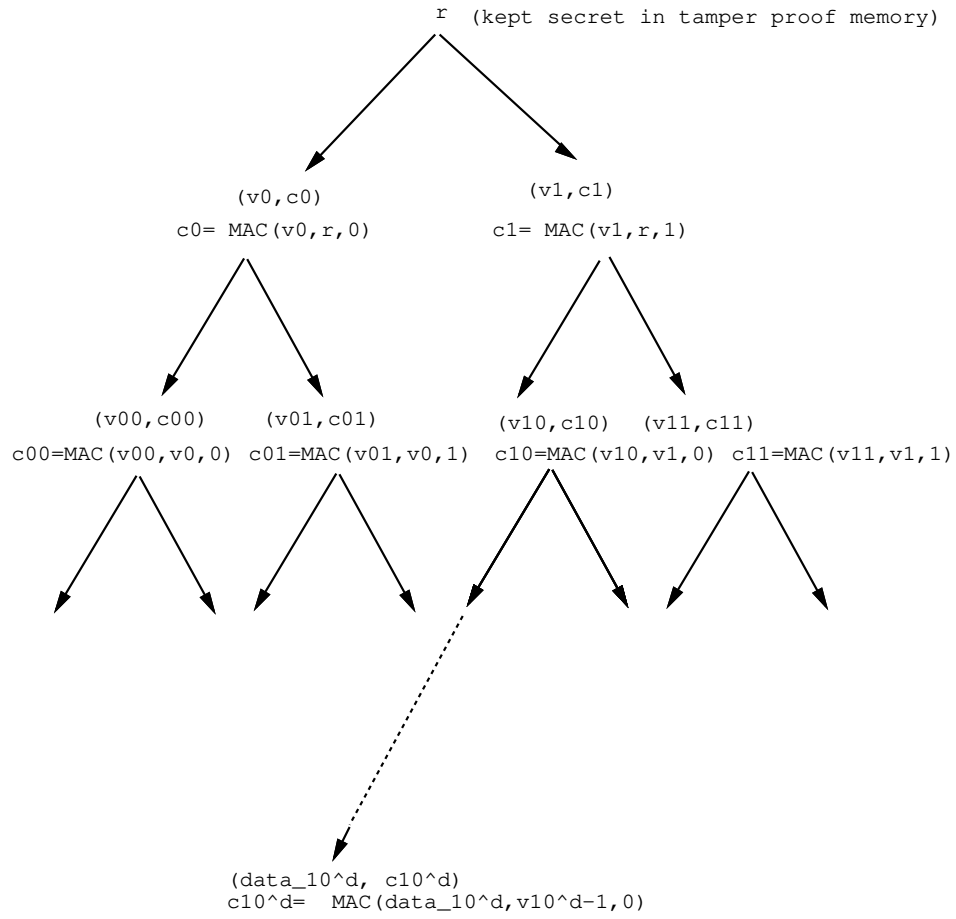 r (kept secret in tamper proof memory)
(v0,c0)
(v1,c1)
c0= MAC(v0,r,0)
c1= MAC(v1,r,1)
(v00,c00)
(v01,c01)
(v10,c10)
(v11,c11)
c00=MAC(v00,v0,0)
c01=MAC(v01,v0,1)
c10=MAC(v10,v1,0)
c11=MAC(v11,v1,1)
(data_10^d, c10^d)
c10^d= MAC(data_10^d,v10^d-1,0)